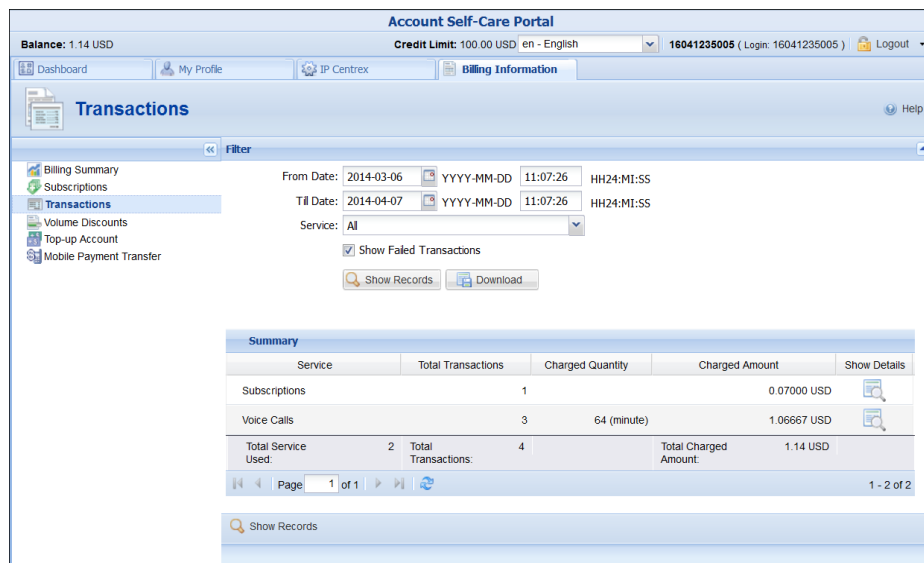 Account Self-Care Portal
Balance: 1.14 USD Credit Limit: 100.00 USD en - English 16041235005 ( Login: 16041235005 ) Logout
Dashboard My Profile IP Centrex Billing Information
Transactions Help
Filter
Billing Summary
Subscriptions
Transactions
Volume Discounts
Top-up Account
Mobile Payment Transfer
From Date: 2014-03-06 YYYY-MM-DD 11:07:26 HH24:MI:SS
Till Date: 2014-04-07 YYYY-MM-DD 11:07:26 HH24:MI:SS
Service: All
Show Failed Transactions
Show Records Download
Summary
Service Total Transactions Charged Quantity Charged Amount Show Details
Subscriptions 1 0.07000 USD
Voice Calls 3 64 (minute) 1.06667 USD
Total Service Used: 2 Total Transactions: 4 Total Charged Amount: 1.14 USD
Page 1 of 1 1 - 2 of 2
Show Records